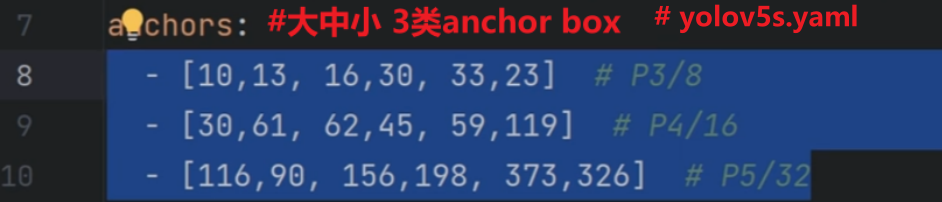 7 anchors: #大中小 3类anchor box # yolov5s.yaml
8 - [10,13, 16,30, 33,23] # P3/8
9 - [30,61, 62,45, 59,119] # P4/16
10 - [116,90, 156,198, 373,326] # P5/32